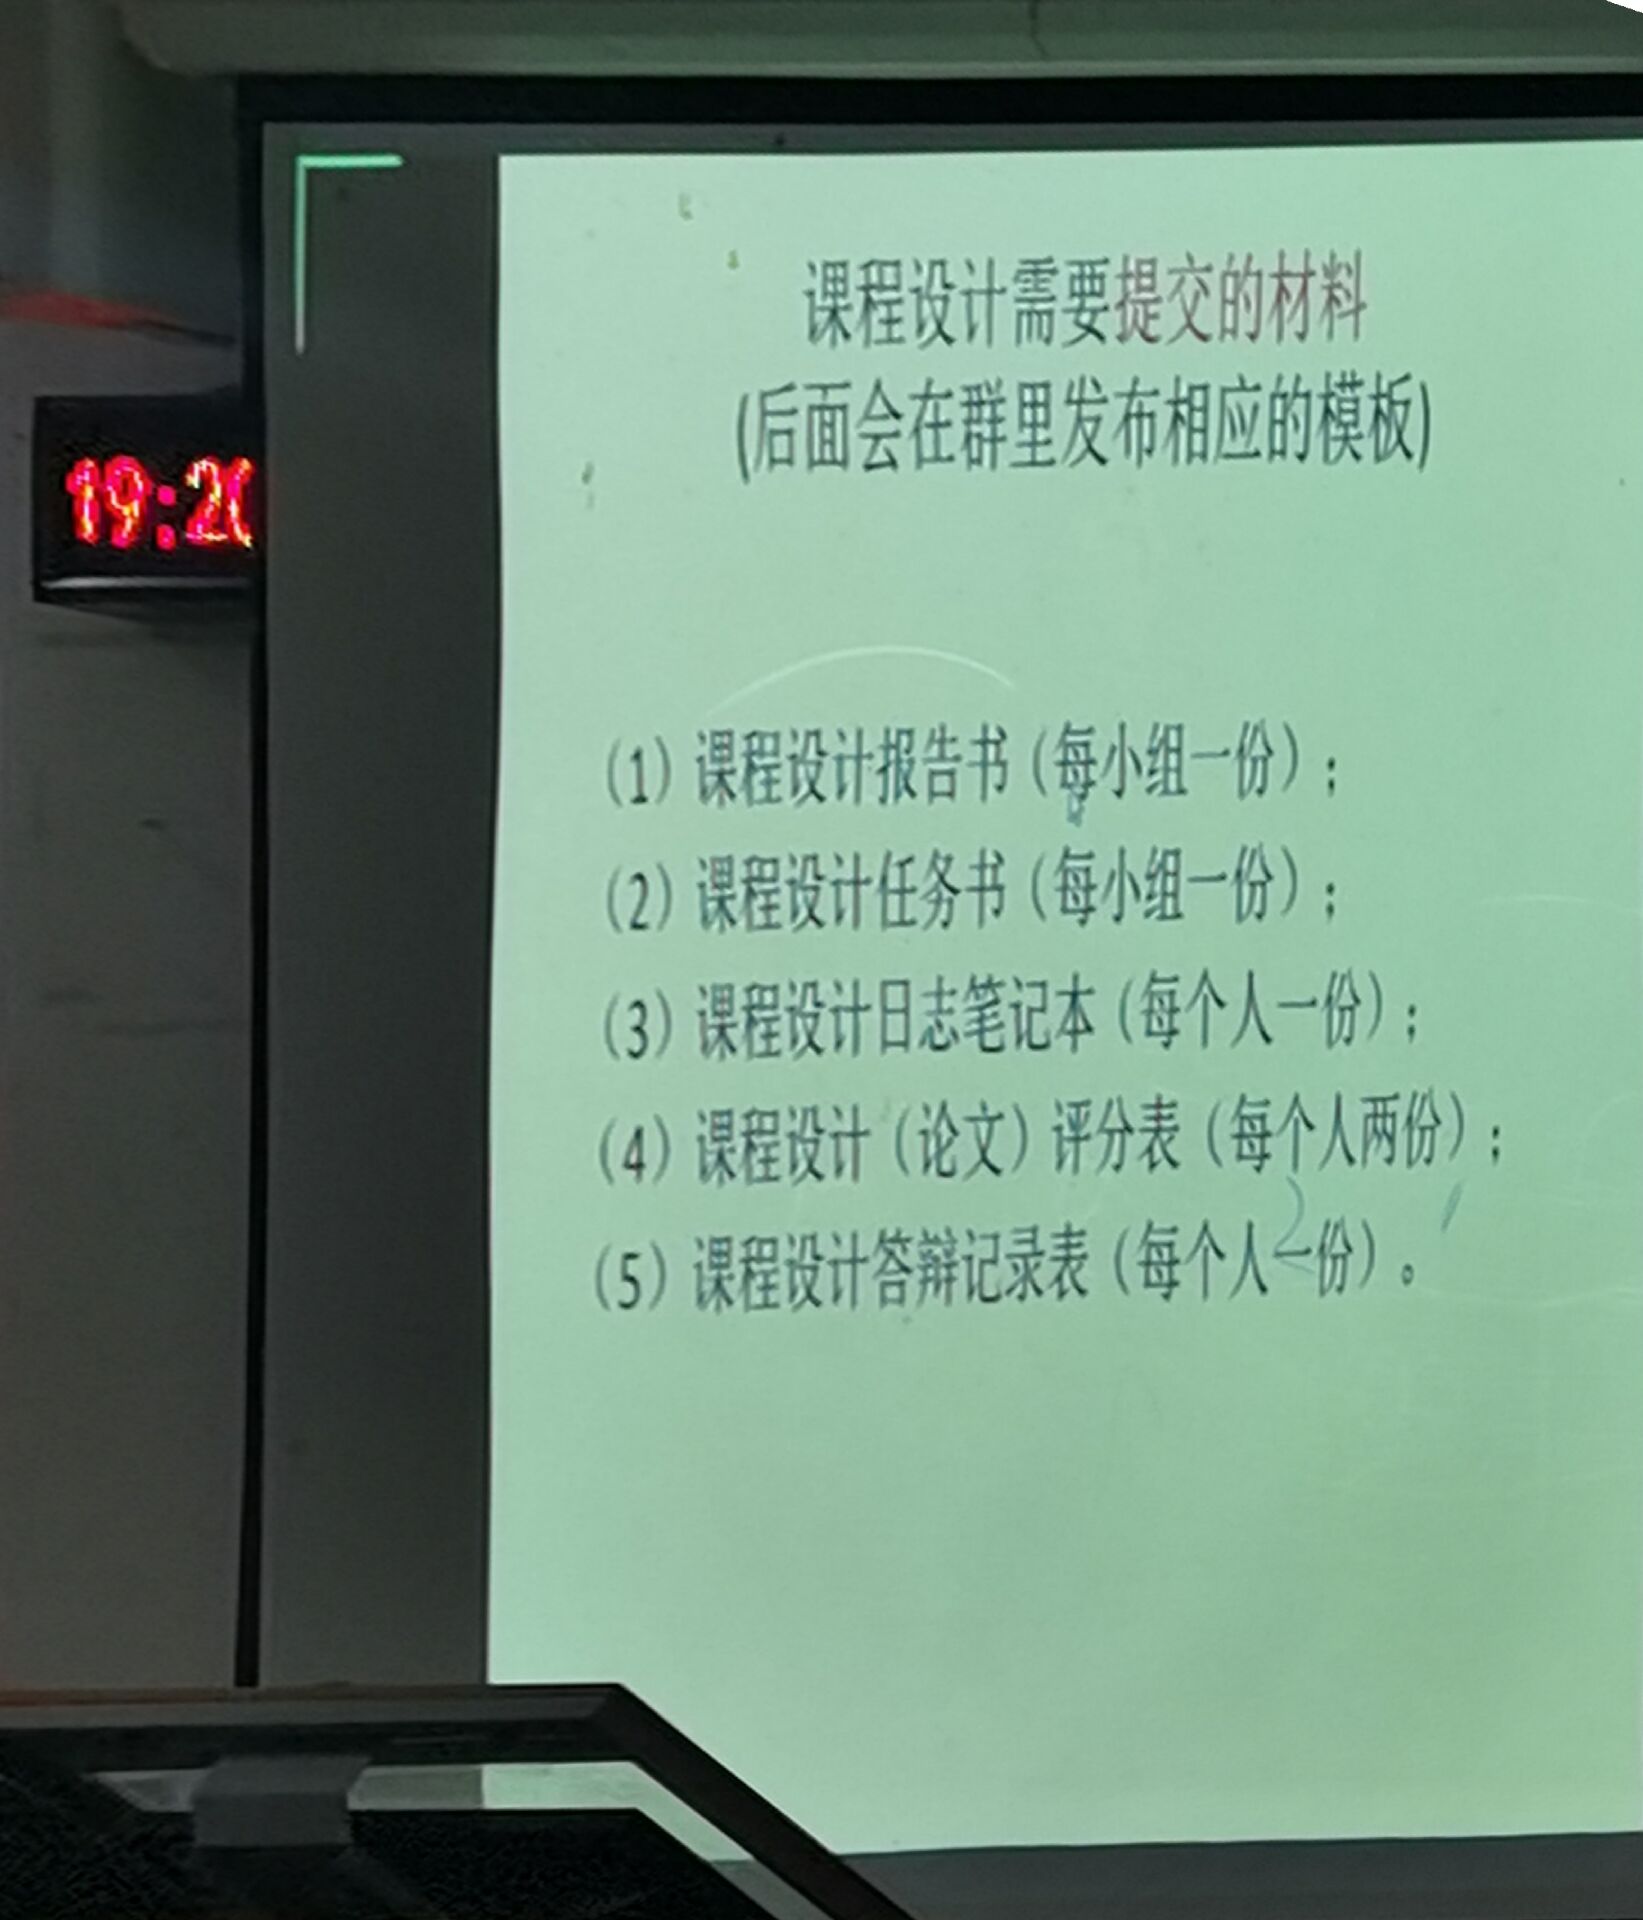 课程设计需要提交的材料
(后面会在群里发布相应的模板)
19:20
（1）课程设计报告书（每小组一份）；
（2）课程设计任务书（每小组一份）；
（3）课程设计日志笔记本（每个人一份）；
（4）课程设计（论文）评分表（每个人两份）；
（5）课程设计答辩记录表（每个人一份）。